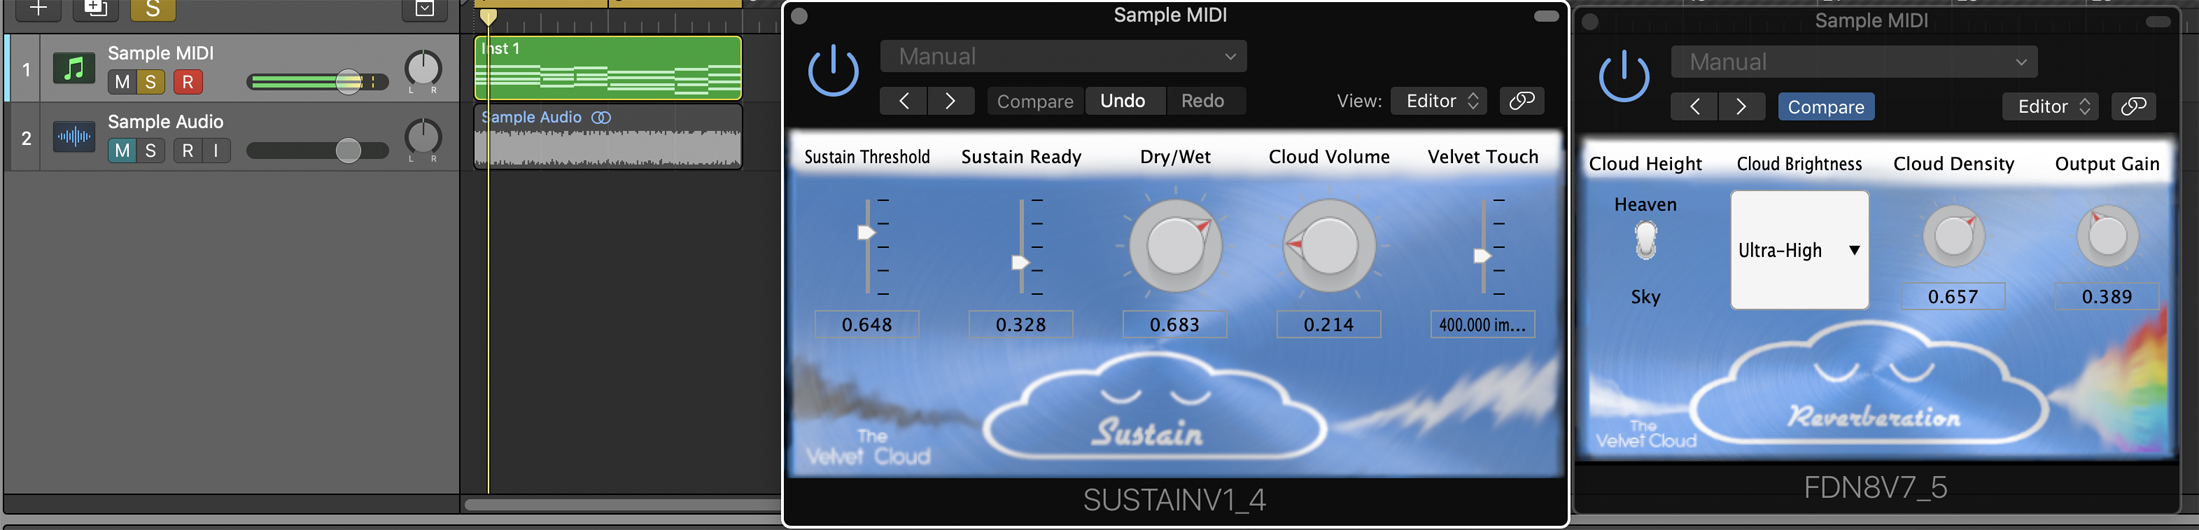 S
1
Sample MIDI
M S R
L R
2
Sample Audio
M S R I
L R
Inst 1
Sample Audio
Sample MIDI
Manual
Compare Undo Redo View: Editor
Sustain Threshold Sustain Ready Dry/Wet Cloud Volume Velvet Touch
0.648 0.328 0.683 0.214 400.000 im...
Sustain
The
Velvet Cloud
SUSTAINV1_4
Sample MIDI
Manual
Compare Editor
Cloud Height Cloud Brightness Cloud Density Output Gain
Heaven
Ultra-High
Sky 0.657 0.389
Reverberation
The
Velvet Cloud
FDN8V7_5